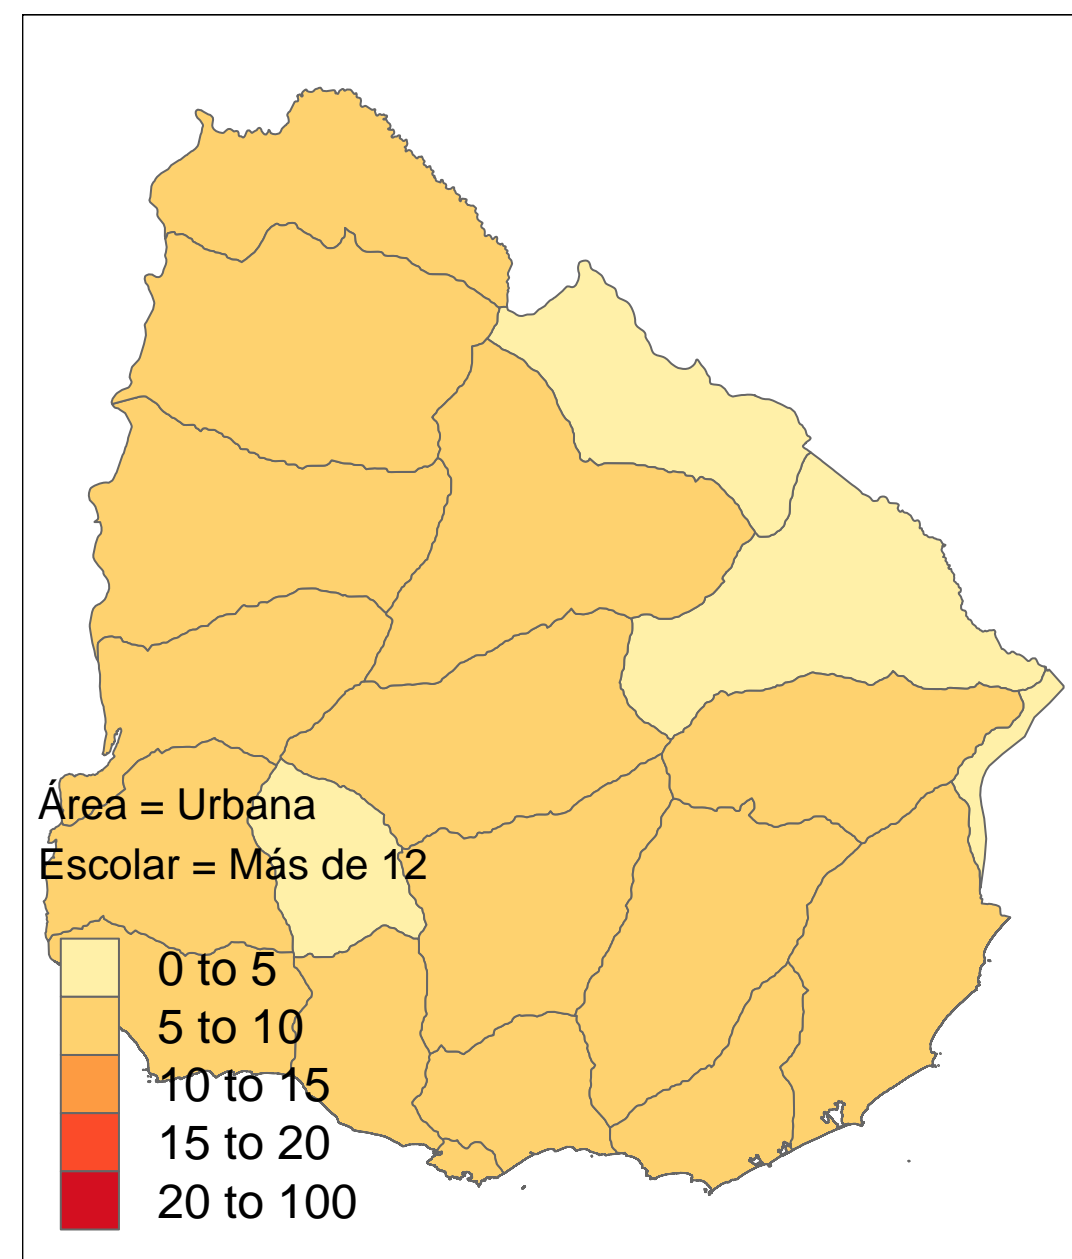 Área = Urbana
Escolar = Más de 12
0 to 5
5 to 10
10 to 15
15 to 20
20 to 100